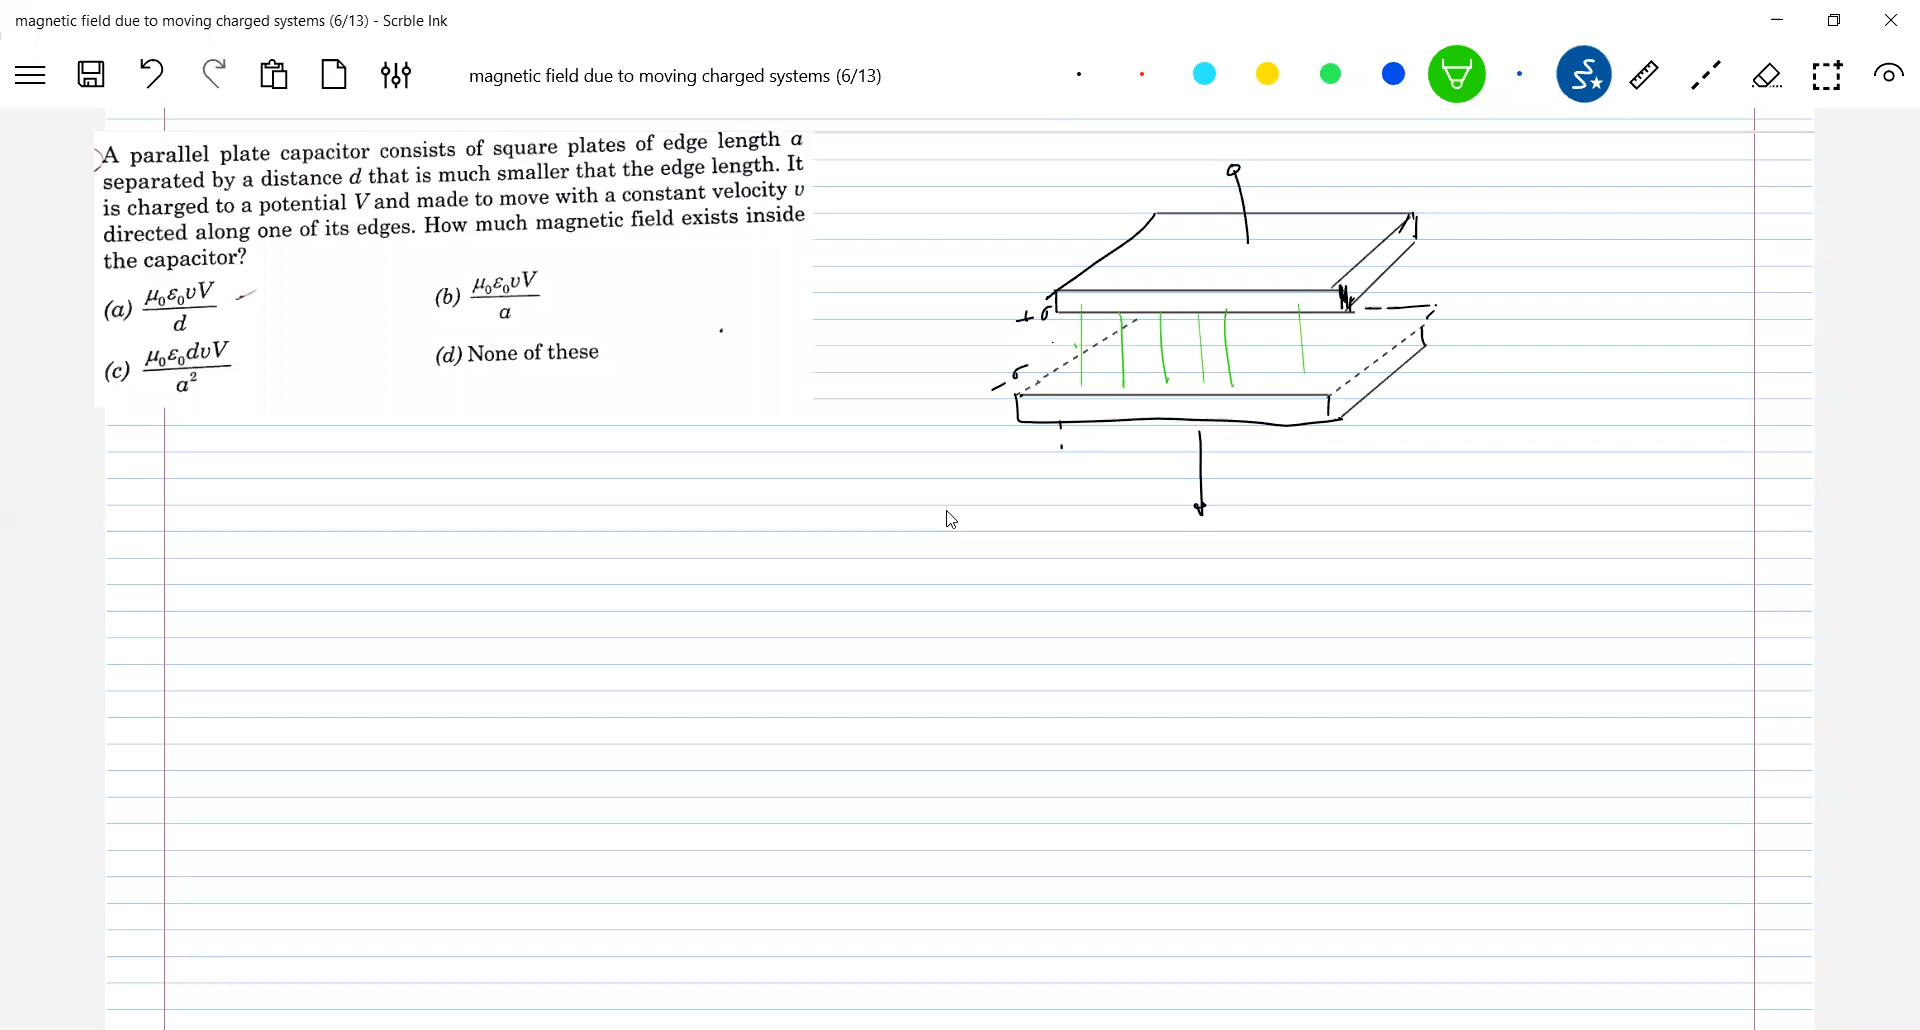 magnetic field due to moving charged systems (6/13) - Scrble Ink
magnetic field due to moving charged systems (6/13)
A parallel plate capacitor consists of square plates of edge length a
separated by a distance d that is much smaller that the edge length. It
is charged to a potential V and made to move with a constant velocity υ
directed along one of its edges. How much magnetic field exists inside
the capacitor?
(a) μ₀ε₀υV / d
(b) μ₀ε₀υV / a
(c) μ₀ε₀dυV / a²
(d) None of these
+σ
-σ